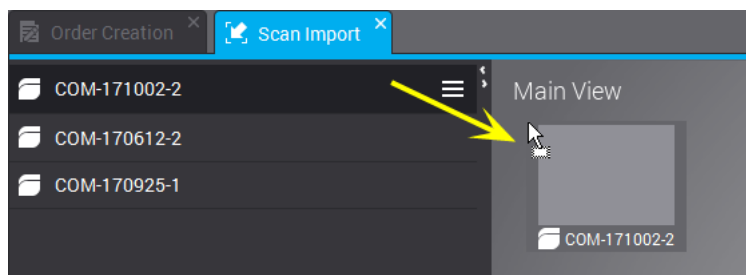 Order Creation
Scan Import
COM-171002-2
COM-170612-2
COM-170925-1
Main View
COM-171002-2